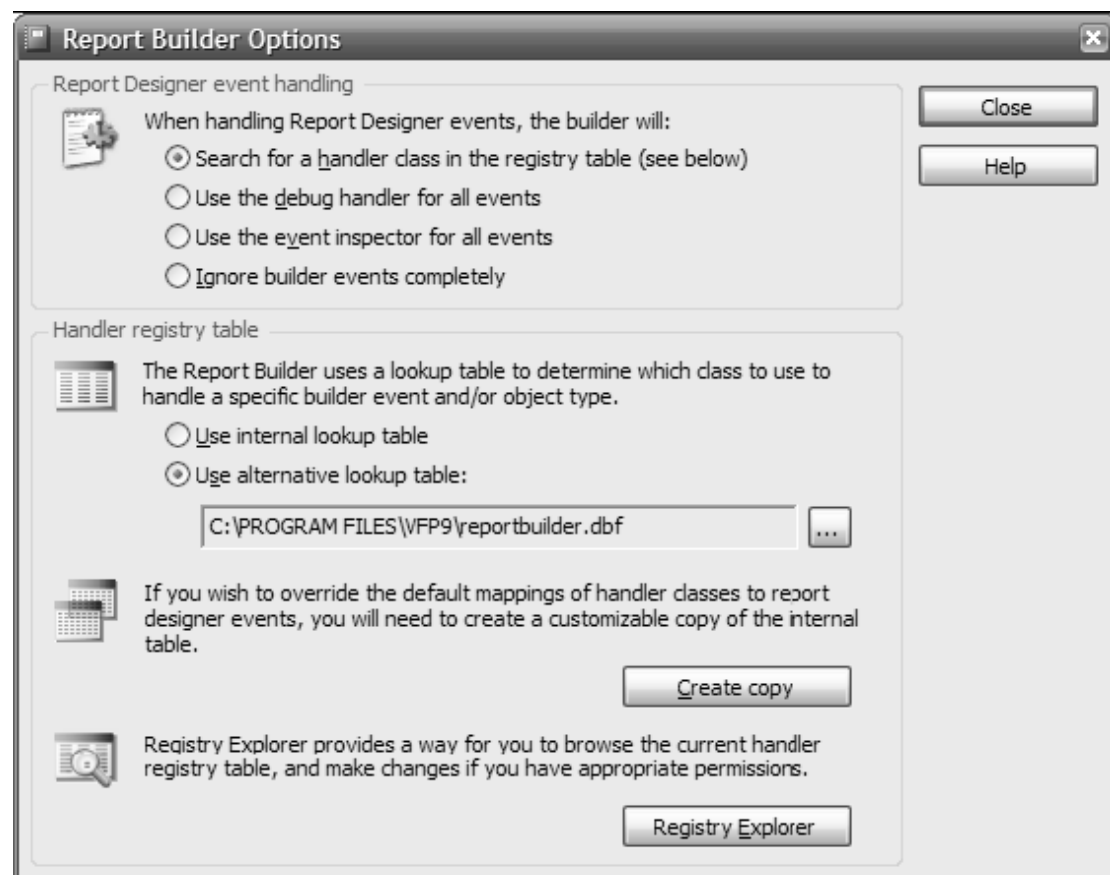 Report Builder Options
Report Designer event handling
When handling Report Designer events, the builder will:
Search for a handler class in the registry table (see below)
Use the debug handler for all events
Use the event inspector for all events
Ignore builder events completely
Close
Help
Handler registry table
The Report Builder uses a lookup table to determine which class to use to
handle a specific builder event and/or object type.
Use internal lookup table
Use alternative lookup table:
C:\PROGRAM FILES\VFP9\reportbuilder.dbf
...
If you wish to override the default mappings of handler classes to report
designer events, you will need to create a customizable copy of the internal
table.
Create copy
Registry Explorer provides a way for you to browse the current handler
registry table, and make changes if you have appropriate permissions.
Registry Explorer